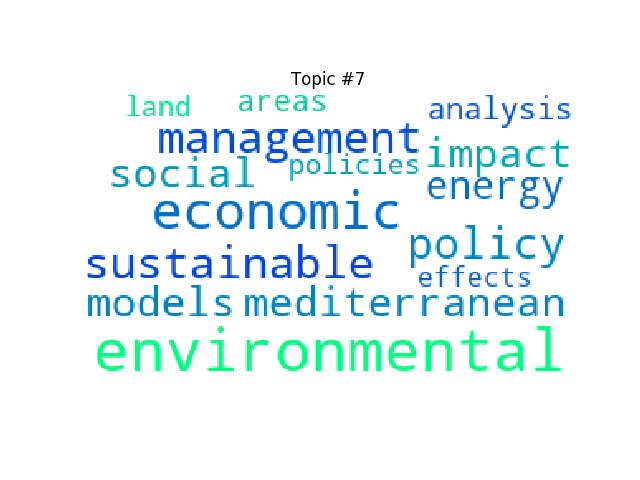 Topic #7
land areas analysis
management impact
social policies energy
economic
policy
sustainable effects
models mediterranean
environmental